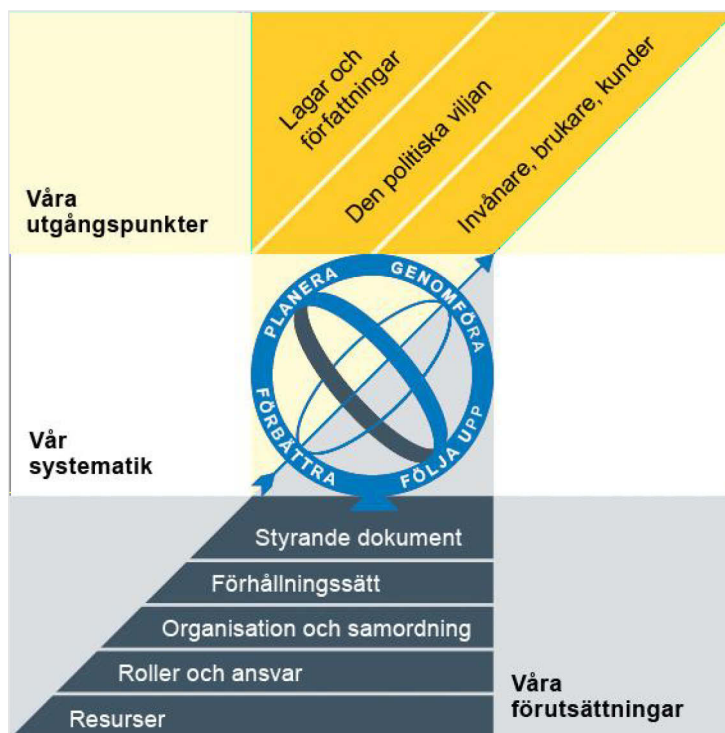 Lagar och
författningar
Den politiska viljan
Invånare, brukare, kunder
Våra
utgångspunkter
PLANERA
GENOMFÖRA
FÖRBÄTTRA
FÖLJA UPP
Vår
systematik
Styrande dokument
Förhållningssätt
Organisation och samordning
Roller och ansvar
Resurser
Våra
förutsättningar